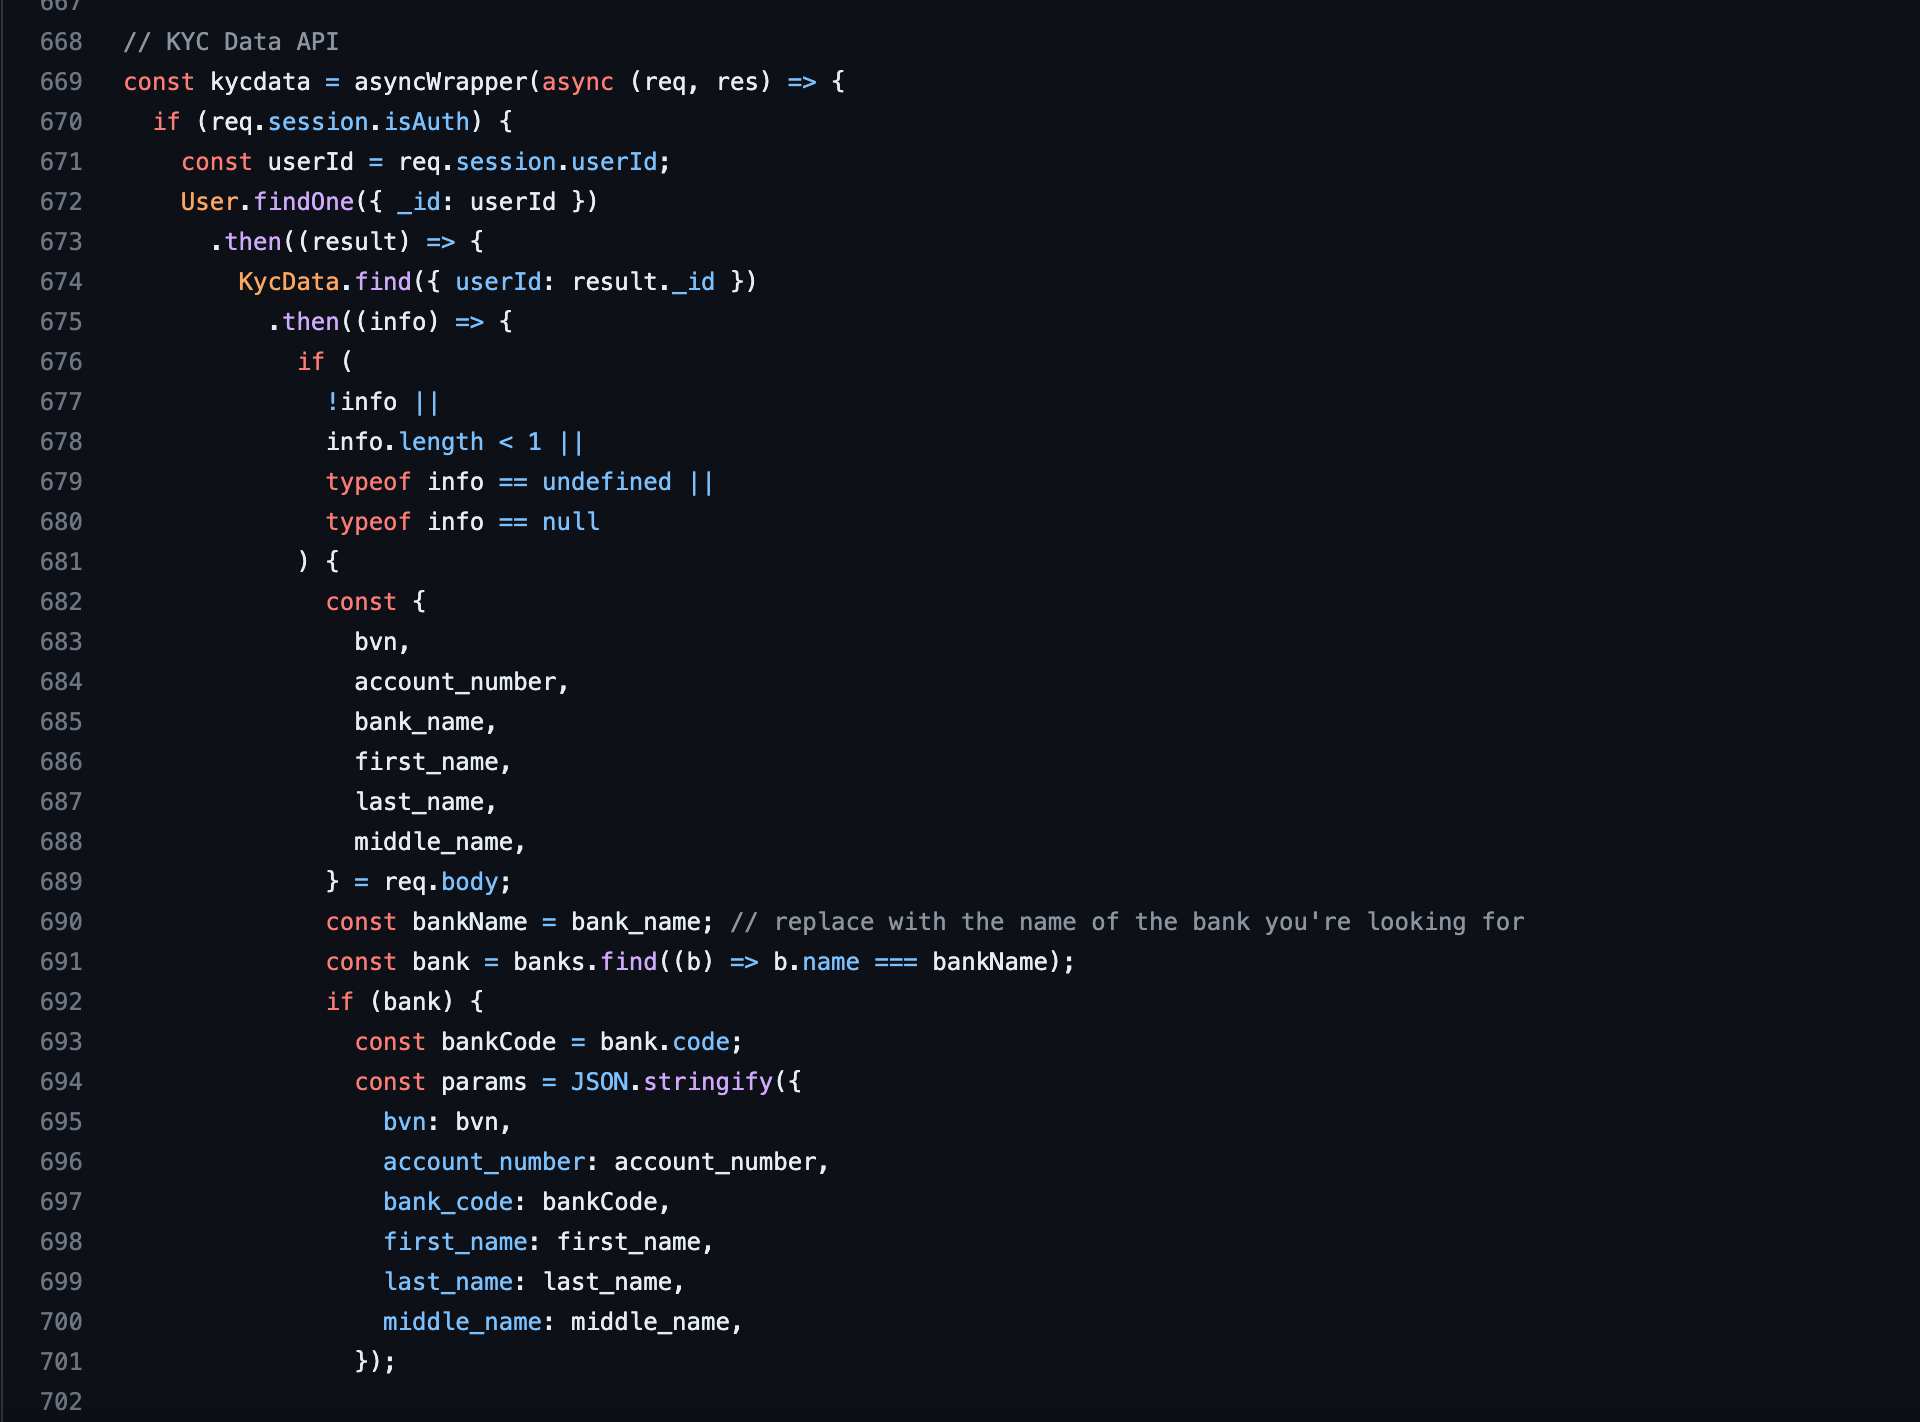 667
668 // KYC Data API
669 const kycdata = asyncWrapper(async (req, res) => {
670 if (req.session.isAuth) {
671 const userId = req.session.userId;
672 User.findOne({ _id: userId })
673 .then((result) => {
674 KycData.find({ userId: result._id })
675 .then((info) => {
676 if (
677 !info ||
678 info.length < 1 ||
679 typeof info == undefined ||
680 typeof info == null
681 ) {
682 const {
683 bvn,
684 account_number,
685 bank_name,
686 first_name,
687 last_name,
688 middle_name,
689 } = req.body;
690 const bankName = bank_name; // replace with the name of the bank you're looking for
691 const bank = banks.find((b) => b.name === bankName);
692 if (bank) {
693 const bankCode = bank.code;
694 const params = JSON.stringify({
695 bvn: bvn,
696 account_number: account_number,
697 bank_code: bankCode,
698 first_name: first_name,
699 last_name: last_name,
700 middle_name: middle_name,
701 });
702